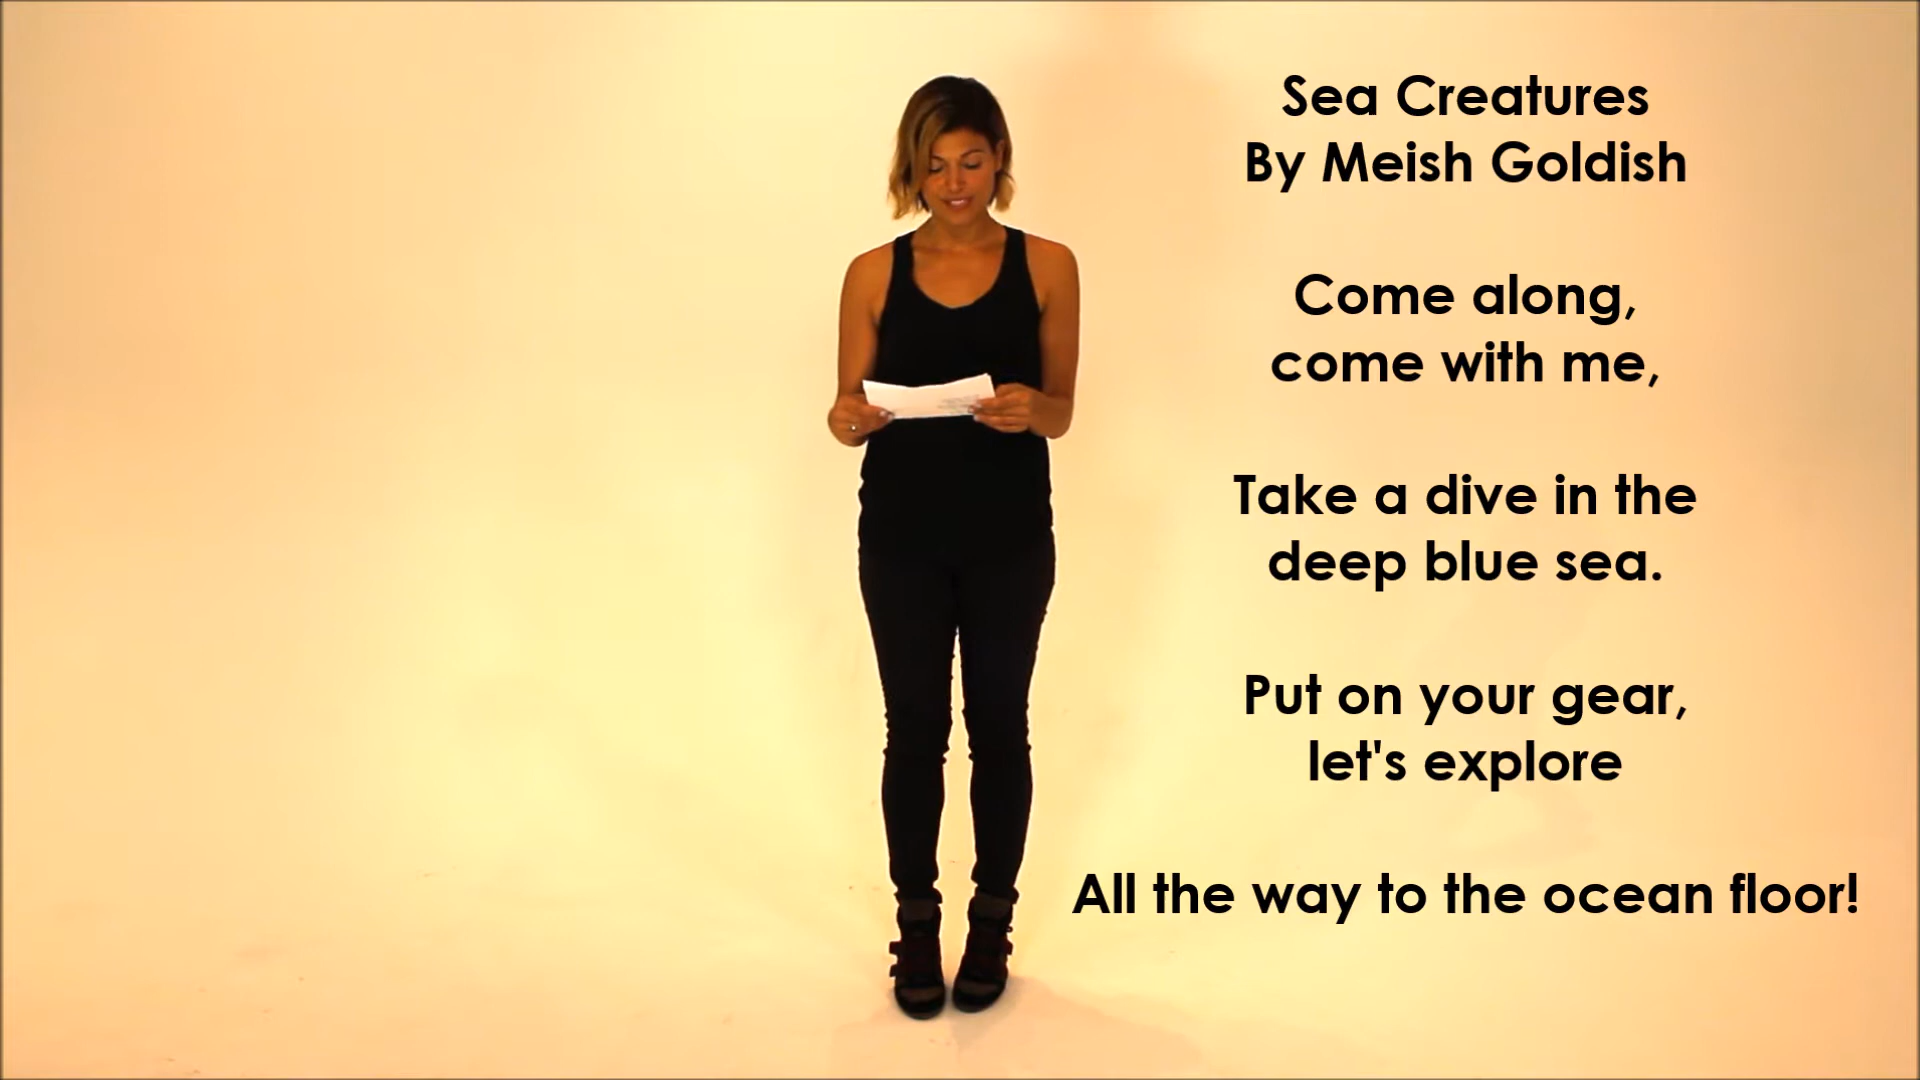 Sea Creatures
By Meish Goldish
Come along,
come with me,
Take a dive in the
deep blue sea.
Put on your gear,
let's explore
All the way to the ocean floor!